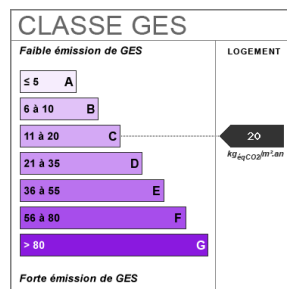 CLASSE GES
Faible émission de GES
LOGEMENT
≤ 5 A
6 à 10 B
11 à 20 C
20
kgéqCO2/m².an
21 à 35 D
36 à 55 E
56 à 80 F
> 80 G
Forte émission de GES